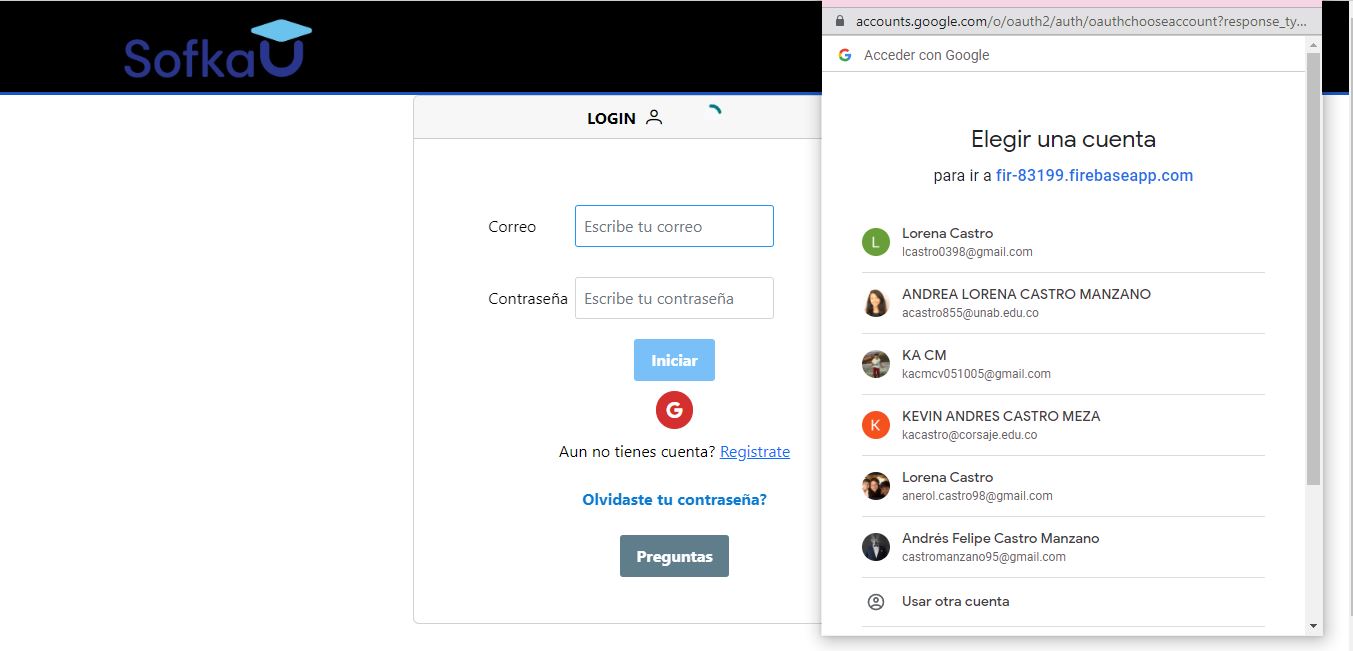 SofkaU
LOGIN
Correo
Escribe tu correo
Contraseña
Escribe tu contraseña
Iniciar
G
Aun no tienes cuenta? Registrate
Olvidaste tu contraseña?
Preguntas
accounts.google.com/o/oauth2/auth/oauthchooseaccount?response_ty...
Acceder con Google
Elegir una cuenta
para ir a fir-83199.firebaseapp.com
L
Lorena Castro
lcastro0398@gmail.com
ANDREA LORENA CASTRO MANZANO
acastro855@unab.edu.co
KA CM
kacmcv051005@gmail.com
K
KEVIN ANDRES CASTRO MEZA
kacastro@corsaje.edu.co
Lorena Castro
anerol.castro98@gmail.com
Andrés Felipe Castro Manzano
castromanzano95@gmail.com
Usar otra cuenta